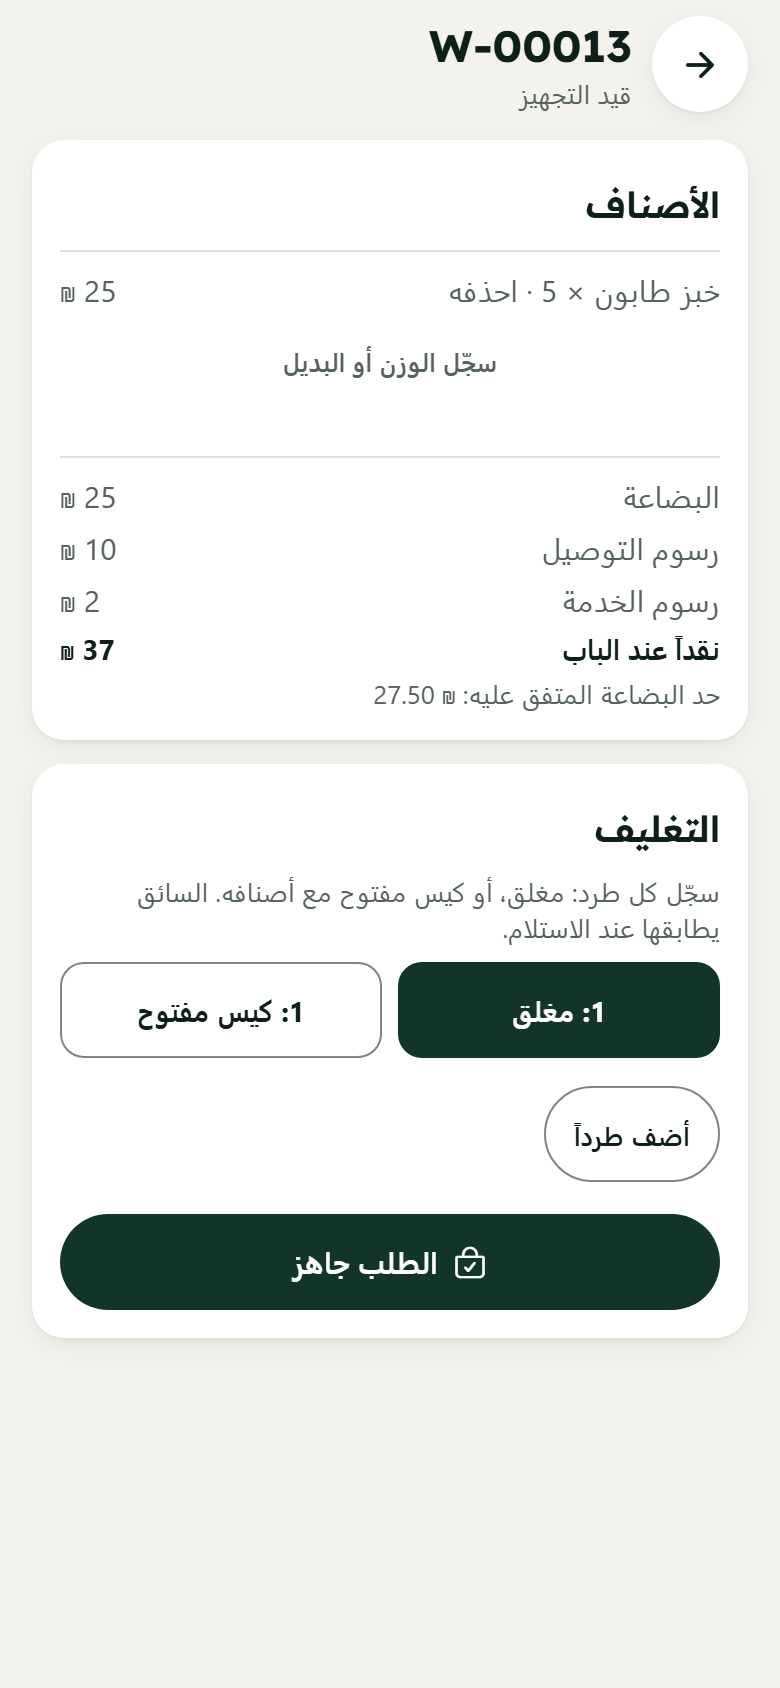 W-00013
قيد التجهيز
الأصناف
خبز طابون × 5 · احذفه
25 ₪
سجّل الوزن أو البديل
البضاعة
25 ₪
رسوم التوصيل
10 ₪
رسوم الخدمة
2 ₪
نقداً عند الباب
37 ₪
حد البضاعة المتفق عليه: ₪ 27.50
التغليف
سجّل كل طرد: مغلق، أو كيس مفتوح مع أصنافه. السائق
يطابقها عند الاستلام.
1: مغلق
1: كيس مفتوح
أضف طرداً
الطلب جاهز